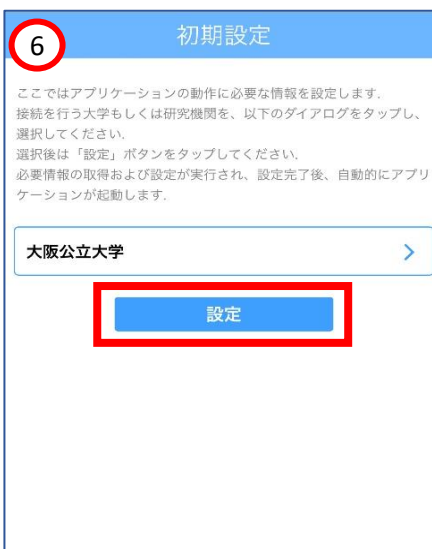 6
初期設定
ここではアプリケーションの動作に必要な情報を設定します.
接続を行う大学もしくは研究機関を、以下のダイアログをタップし、
選択してください.
選択後は「設定」ボタンをタップしてください.
必要情報の取得および設定が実行され、設定完了後、自動的にアプリ
ケーションが起動します.
大阪公立大学
設定